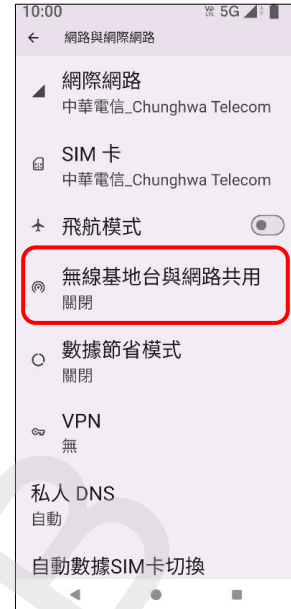 10:00 5G
網路與網際網路
網際網路
中華電信_Chunghwa Telecom
SIM 卡
中華電信_Chunghwa Telecom
飛航模式
無線基地台與網路共用
關閉
數據節省模式
關閉
VPN
無
私人 DNS
自動
自動數據SIM卡切換